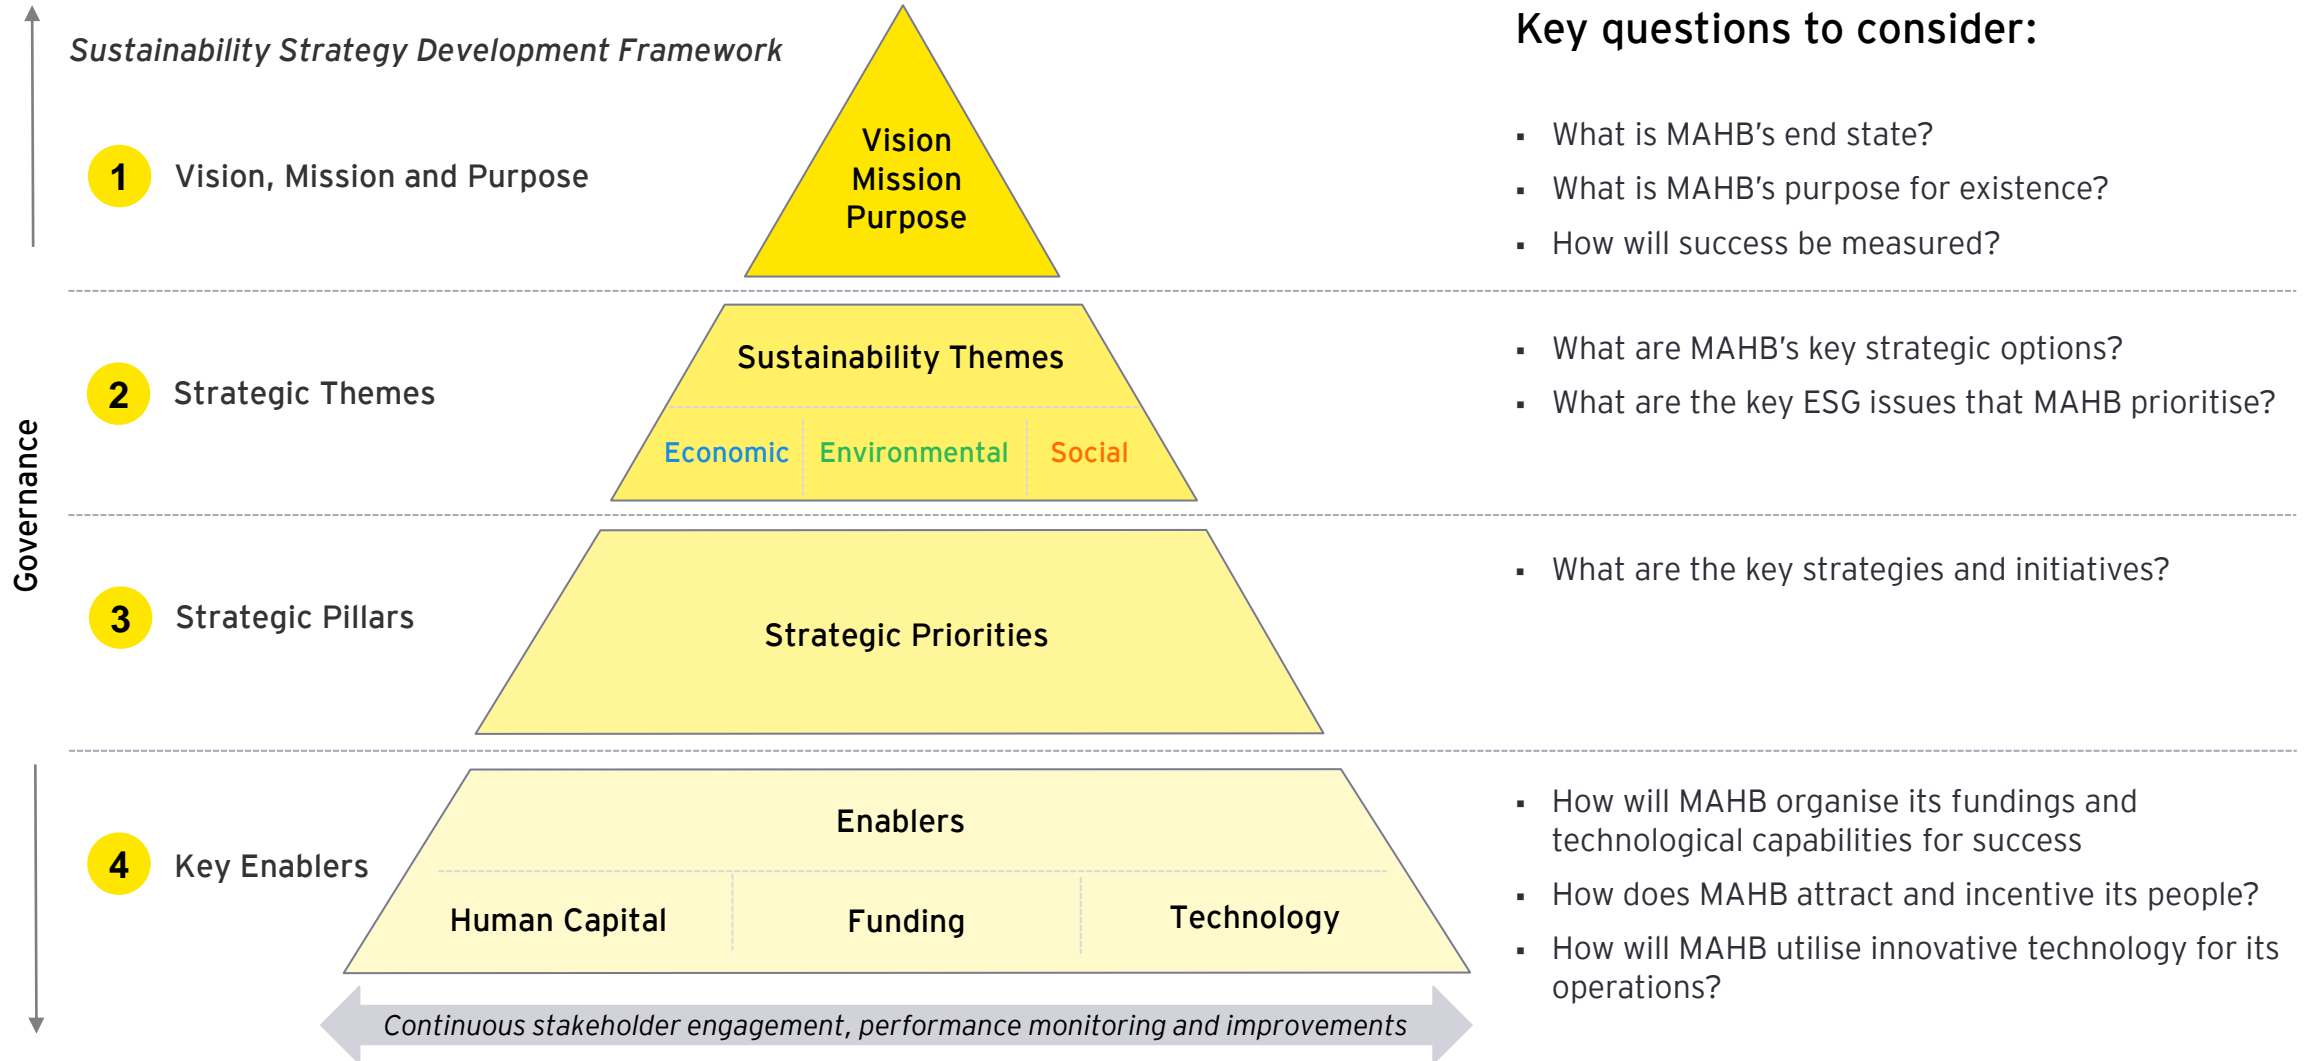 Sustainability Strategy Development Framework
Key questions to consider:
1
Vision, Mission and Purpose
Vision
Mission
Purpose
▪ What is MAHB’s end state?
▪ What is MAHB’s purpose for existence?
▪ How will success be measured?
Governance
2
Strategic Themes
Sustainability Themes
Economic
Environmental
Social
▪ What are MAHB’s key strategic options?
▪ What are the key ESG issues that MAHB prioritise?
3
Strategic Pillars
Strategic Priorities
▪ What are the key strategies and initiatives?
4
Key Enablers
Enablers
Human Capital
Funding
Technology
▪ How will MAHB organise its fundings and
technological capabilities for success
▪ How does MAHB attract and incentive its people?
▪ How will MAHB utilise innovative technology for its
operations?
Continuous stakeholder engagement, performance monitoring and improvements